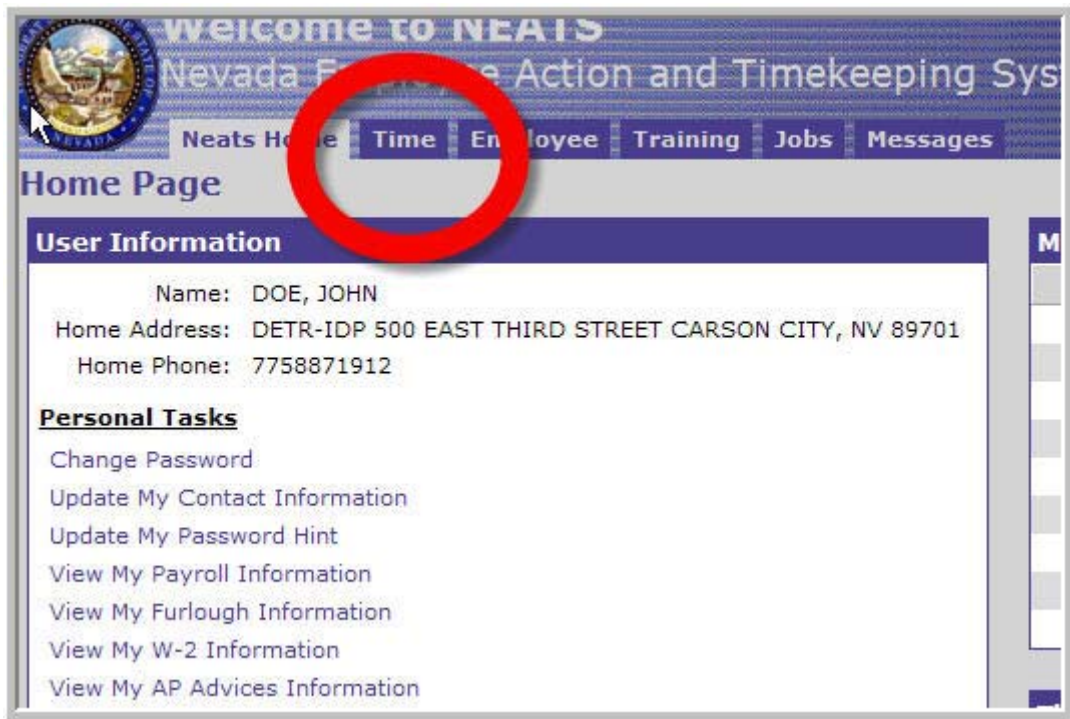 Welcome to NEATS
Nevada Action and Timekeeping Sys
Neats Time Training Jobs Messages
Home Page
User Information
M
Name: DOE, JOHN
Home Address: DETR-IDP 500 EAST THIRD STREET CARSON CITY, NV 89701
Home Phone: 7758871912
Personal Tasks
Change Password
Update My Contact Information
Update My Password Hint
View My Payroll Information
View My Furlough Information
View My W-2 Information
View My AP Advices Information